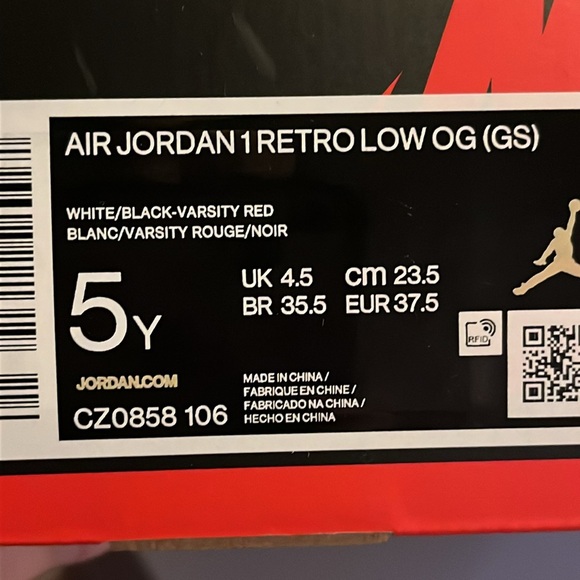 AIR JORDAN 1 RETRO LOW OG (GS)
WHITE/BLACK-VARSITY RED
BLANC/VARSITY ROUGE/NOIR
5Y
UK 4.5 cm 23.5
BR 35.5 EUR 37.5
RFID
JORDAN.COM
CZ0858 106
MADE IN CHINA /
FABRIQUE EN CHINE /
FABRICADO NA CHINA /
HECHO EN CHINA